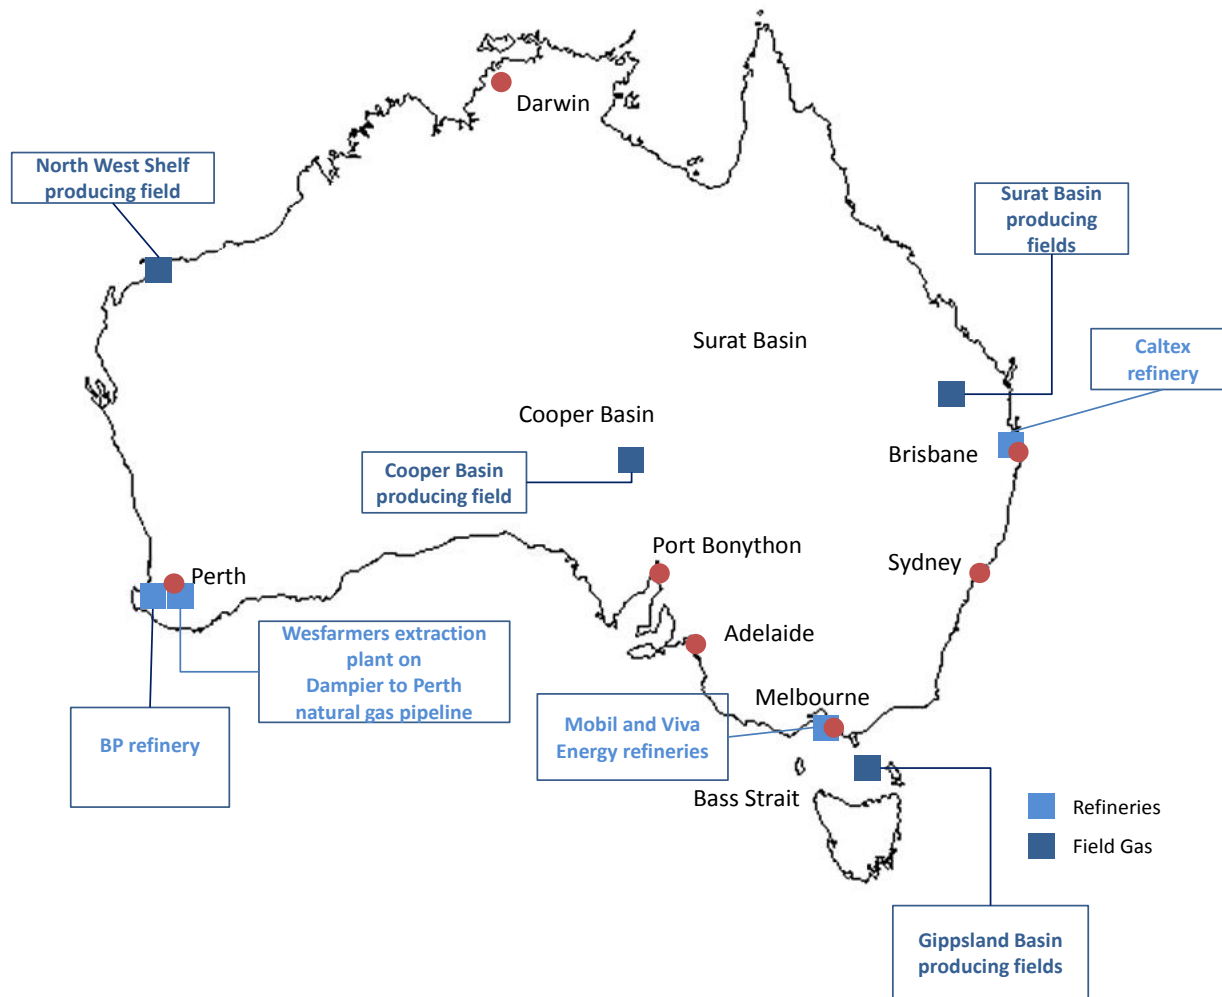 Darwin
North West Shelf
producing field
Surat Basin
producing
fields
Surat Basin
Caltex
refinery
Cooper Basin
Brisbane
Cooper Basin
producing field
Port Bonython
Sydney
Perth
Adelaide
Wesfarmers extraction
plant on
Dampier to Perth
natural gas pipeline
Melbourne
BP refinery
Mobil and Viva
Energy refineries
Bass Strait
Refineries
Field Gas
Gippsland Basin
producing fields